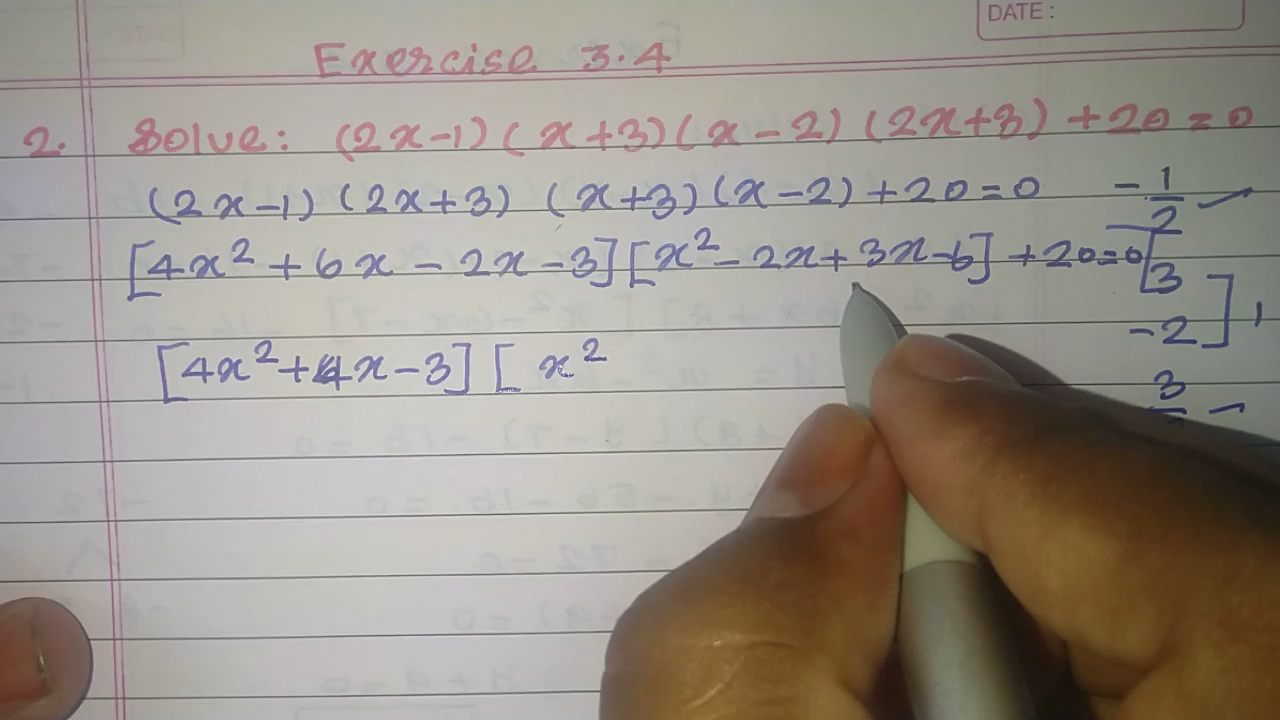 DATE:
Exercise 3.4
2. Solve: (2x-1)(x+3)(x-2)(2x+3)+20=0
(2x-1)(2x+3)(x+3)(x-2)+20=0 -1/2
[4x²+6x-2x-3][x²-2x+3x-6]+20=0 3
-2 ] 1
[4x²+4x-3][x² 3